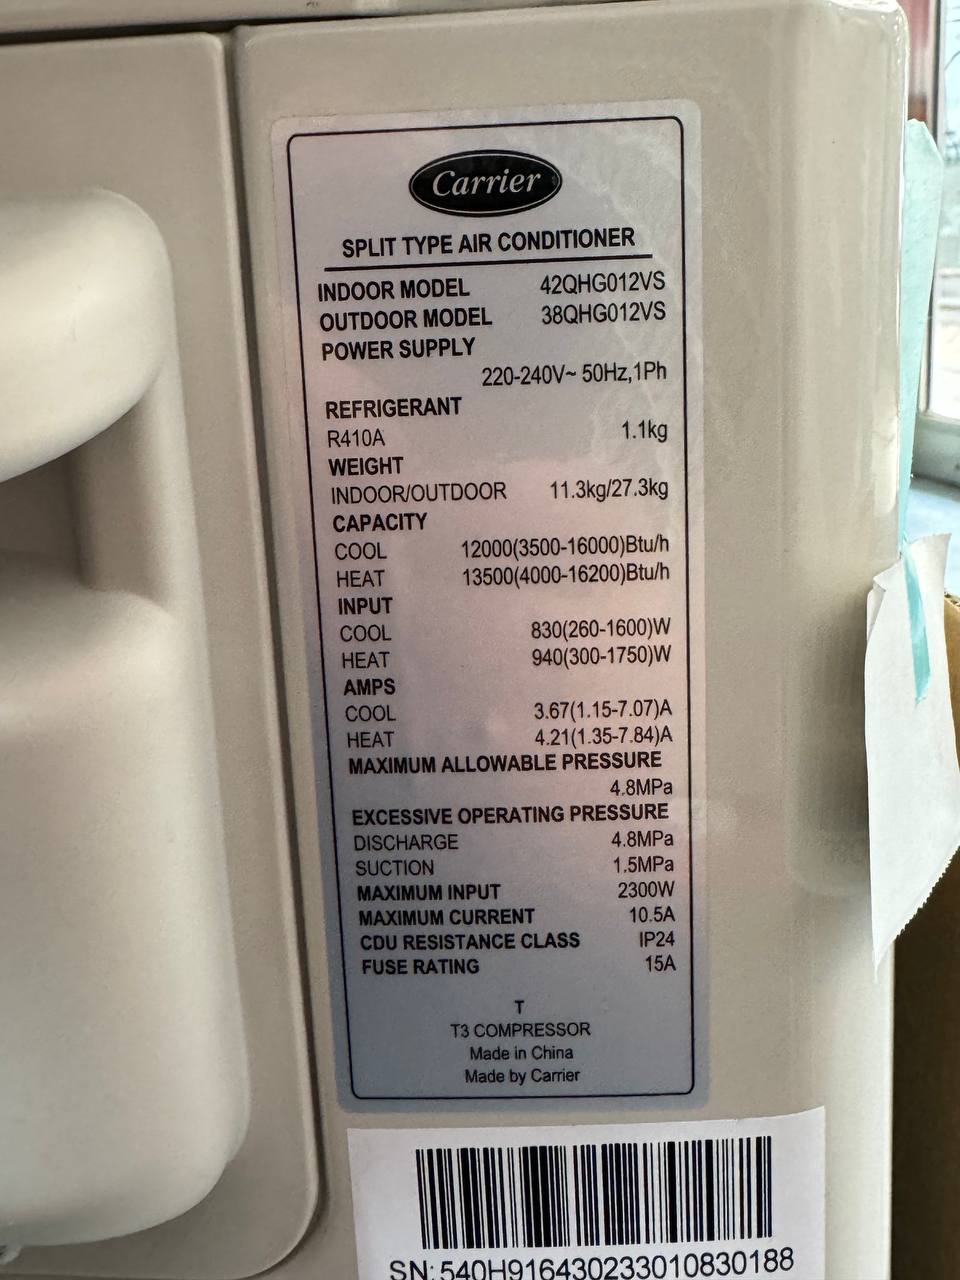 Carrier
SPLIT TYPE AIR CONDITIONER
INDOOR MODEL 42QHG012VS
OUTDOOR MODEL 38QHG012VS
POWER SUPPLY
220-240V~ 50Hz,1Ph
REFRIGERANT
R410A 1.1kg
WEIGHT
INDOOR/OUTDOOR 11.3kg/27.3kg
CAPACITY
COOL 12000(3500-16000)Btu/h
HEAT 13500(4000-16200)Btu/h
INPUT
COOL 830(260-1600)W
HEAT 940(300-1750)W
AMPS
COOL 3.67(1.15-7.07)A
HEAT 4.21(1.35-7.84)A
MAXIMUM ALLOWABLE PRESSURE
4.8MPa
EXCESSIVE OPERATING PRESSURE
DISCHARGE 4.8MPa
SUCTION 1.5MPa
MAXIMUM INPUT 2300W
MAXIMUM CURRENT 10.5A
CDU RESISTANCE CLASS IP24
FUSE RATING 15A
T
T3 COMPRESSOR
Made in China
Made by Carrier
SN:540H916430233010830188